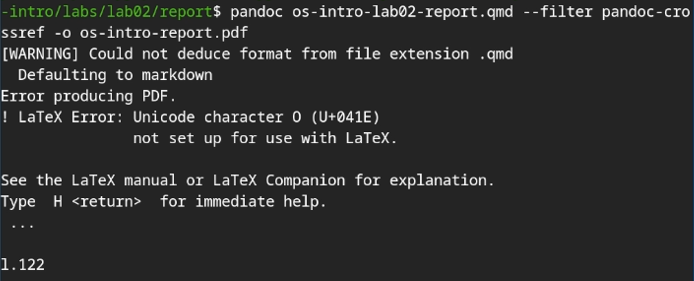 -intro/labs/lab02/report$ pandoc os-intro-lab02-report.qmd --filter pandoc-cro
ssref -o os-intro-report.pdf
[WARNING] Could not deduce format from file extension .qmd
  Defaulting to markdown
Error producing PDF.
! LaTeX Error: Unicode character О (U+041E)
               not set up for use with LaTeX.

See the LaTeX manual or LaTeX Companion for explanation.
Type  H <return>  for immediate help.
 ...

l.122